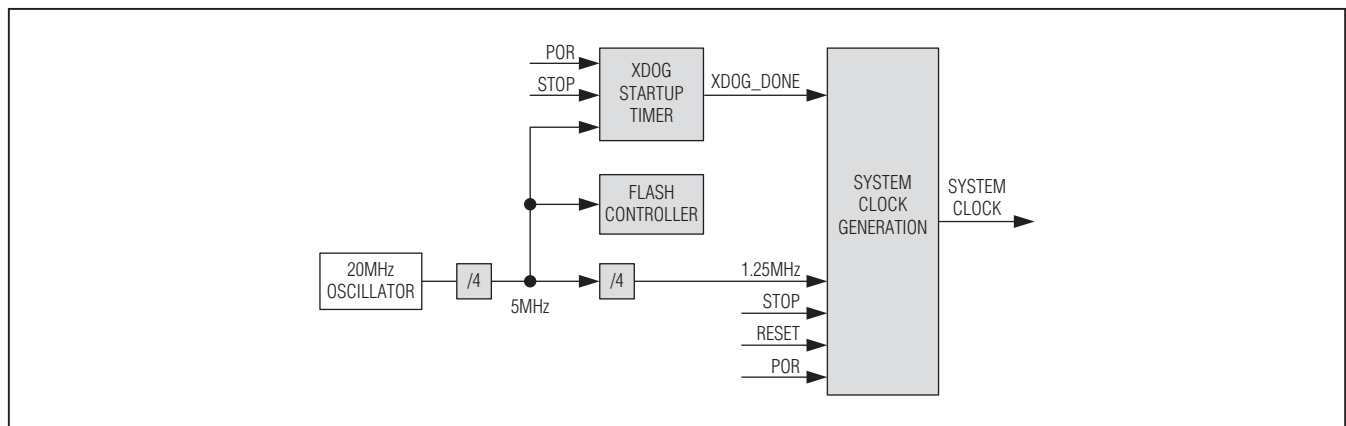 POR
STOP
XDOG
STARTUP
TIMER
XDOG_DONE
FLASH
CONTROLLER
SYSTEM
CLOCK
GENERATION
SYSTEM
CLOCK
20MHz
OSCILLATOR
/4
5MHz
/4
1.25MHz
STOP
RESET
POR